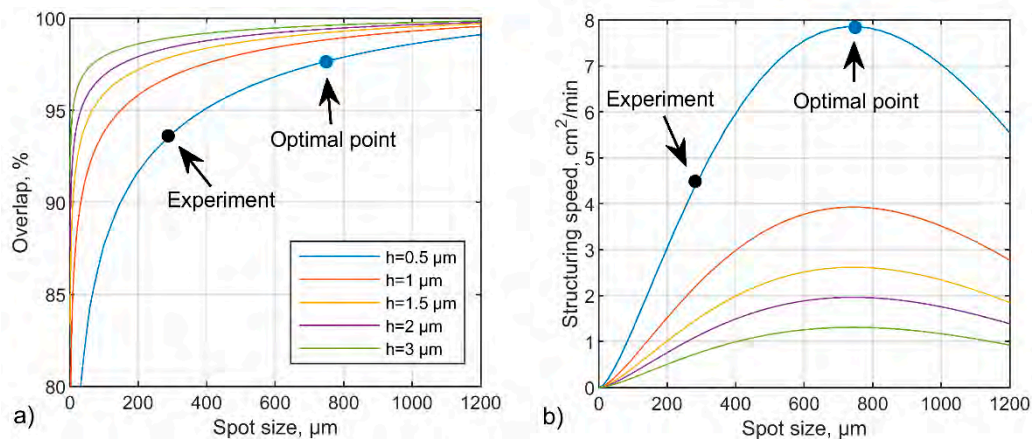 100
95
90
85
80
Overlap, %
Optimal point
Experiment
h=0.5 µm
h=1 µm
h=1.5 µm
h=2 µm
h=3 µm
0 200 400 600 800 1000 1200
Spot size, µm
a)
8
7
6
5
4
3
2
1
0
Structuring speed, cm²/min
Experiment
Optimal point
0 200 400 600 800 1000 1200
Spot size, µm
b)